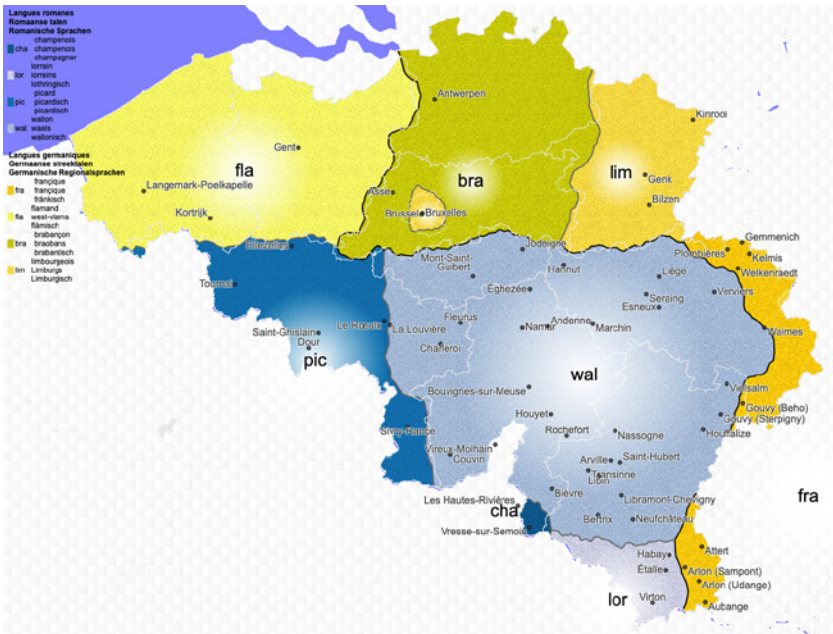 Langues romanes
Romaanse talen
Romanische Sprachen
champenois
cha champenois
champagner
lorrain
lor lorreins
lothringisch
picard
pic picardisch
picardisch
wallon
wal waals
wallonisch
Langues germaniques
Germaanse streektalen
Germanische Regionalsprachen
françique
fra françique
fränkisch
flamand
fla west-vlams
flämisch
brabançon
bra braobans
brabantisch
limbourgeois
lim Limburgs
Limburgisch
Antwerpen
Kinrooi
Gent
fla
bra
lim
Genk
Langemark-Poelkapelle
Asse
Bilzen
Kortrijk
Brussel
Bruxelles
Ellezelles
Jodoigne
Gemmenich
Plombières
Kelmis
Mont-Saint-
Guibert
Hannut
Welkenraedt
Tournai
Liège
Éghezée
Seraing
Verviers
Esneux
Le Rœulx
La Louvière
Fleurus
Namur
Andenne
Marchin
Waimes
Saint-Ghislain
Dour
Charleroi
pic
wal
Bouvignes-sur-Meuse
Vielsalm
Houyet
Gouvy (Beho)
Gouvy (Sterpigny)
Sivry-Rance
Rochefort
Nassogne
Houffalize
Vireux-Molhain
Couvin
Arville
Saint-Hubert
Transinne
Libin
Les Hautes-Rivières
Bièvre
Libramont-Chevigny
fra
cha
Bertrix
Neufchâteau
Vresse-sur-Semois
Attert
Habay
Étalle
Arlon (Sampont)
Arlon (Udange)
lor
Virton
Aubange